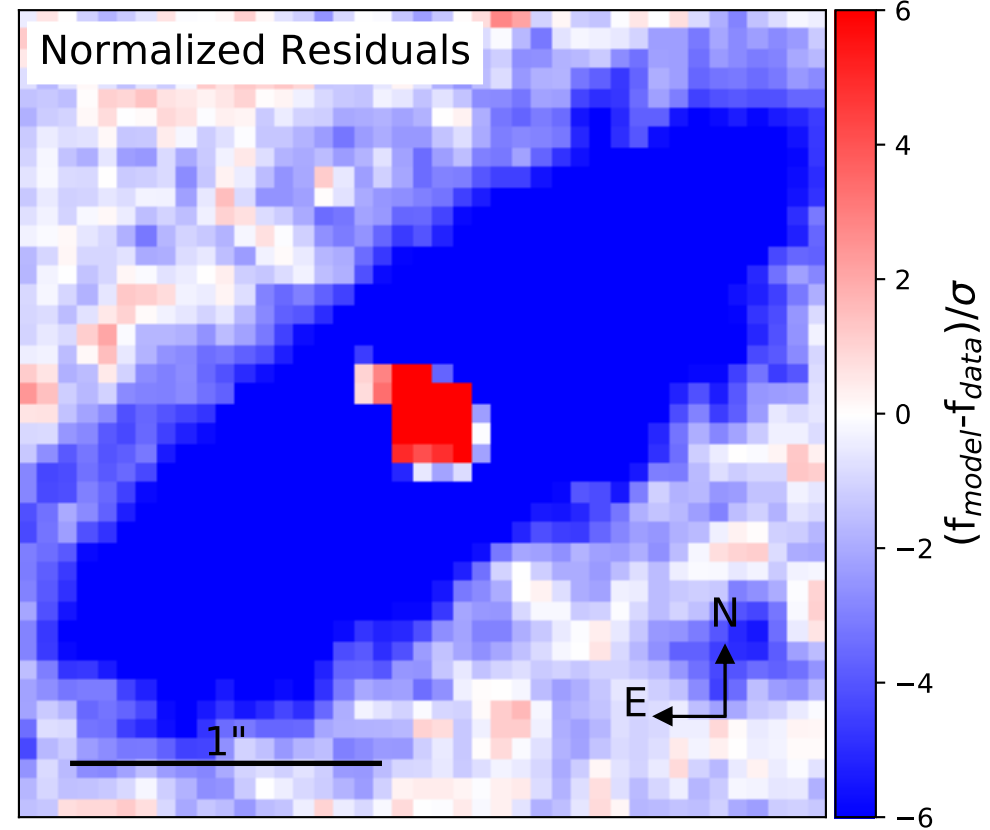 Normalized Residuals
6
4
2
0
−2
−4
−6
(f_model-f_data)/σ
N
E
1"